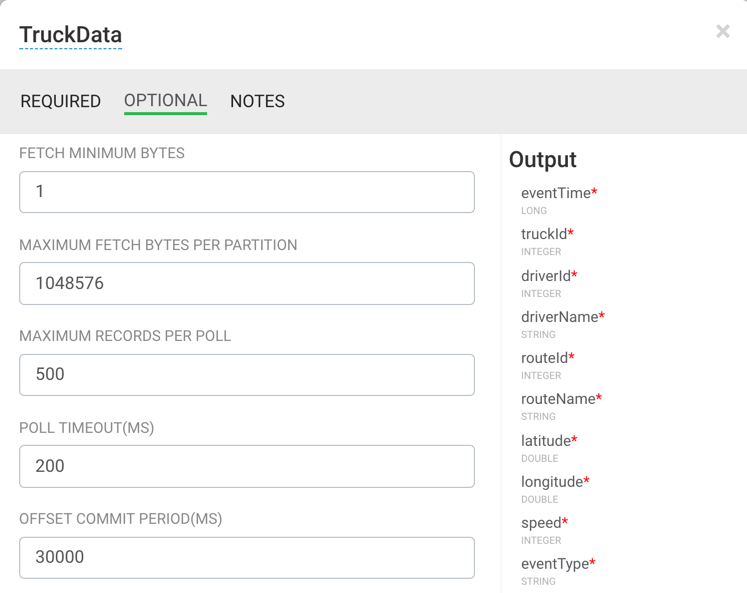 TruckData
×
REQUIRED OPTIONAL NOTES
FETCH MINIMUM BYTES
1
MAXIMUM FETCH BYTES PER PARTITION
1048576
MAXIMUM RECORDS PER POLL
500
POLL TIMEOUT(MS)
200
OFFSET COMMIT PERIOD(MS)
30000
Output
eventTime*
LONG
truckId*
INTEGER
driverId*
INTEGER
driverName*
STRING
routeId*
INTEGER
routeName*
STRING
latitude*
DOUBLE
longitude*
DOUBLE
speed*
INTEGER
eventType*
STRING